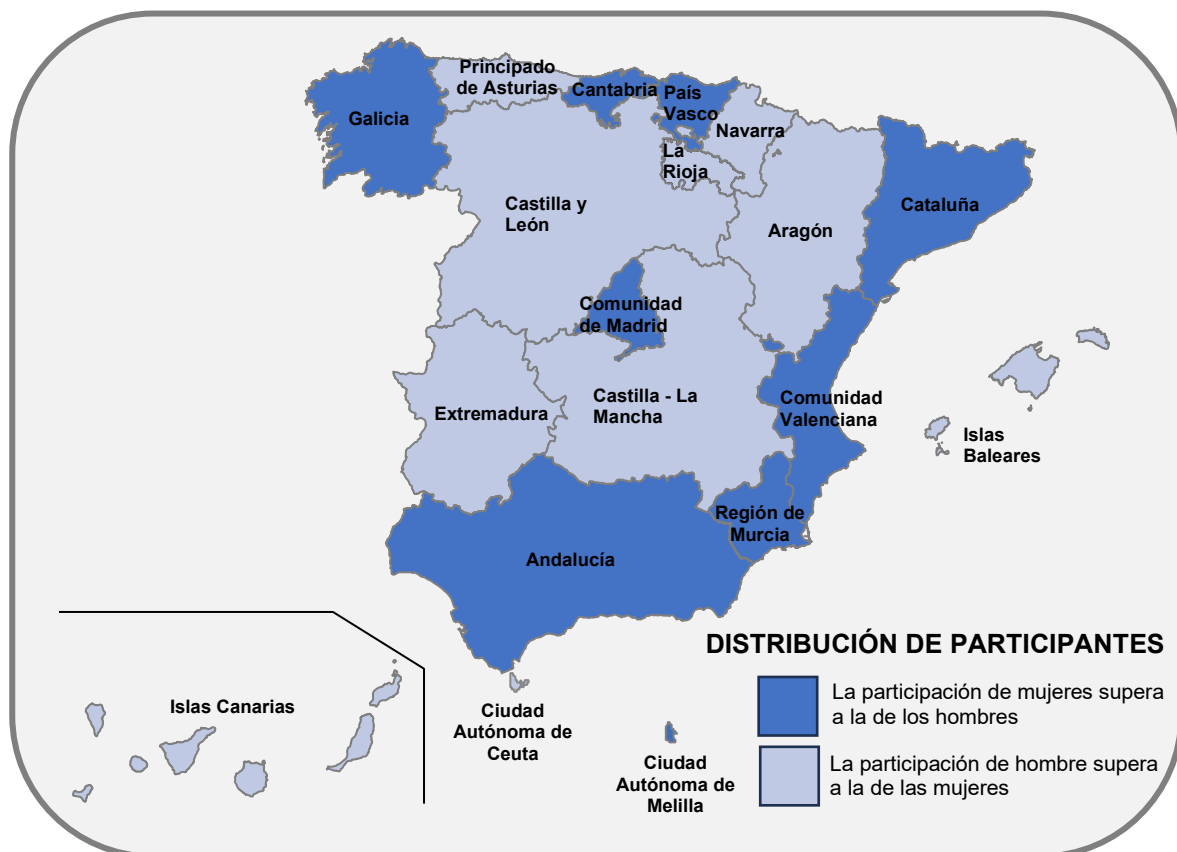 Principado
de Asturias
Cantabria
País
Vasco
Galicia
Navarra
La
Rioja
Castilla y
León
Cataluña
Aragón
Comunidad
de Madrid
Extremadura
Castilla - La
Mancha
Comunidad
Valenciana
Islas
Baleares
Región de
Murcia
Andalucía
Islas Canarias
Ciudad
Autónoma de
Ceuta
Ciudad
Autónoma de
Melilla
DISTRIBUCIÓN DE PARTICIPANTES
La participación de mujeres supera
a la de los hombres
La participación de hombre supera
a la de las mujeres